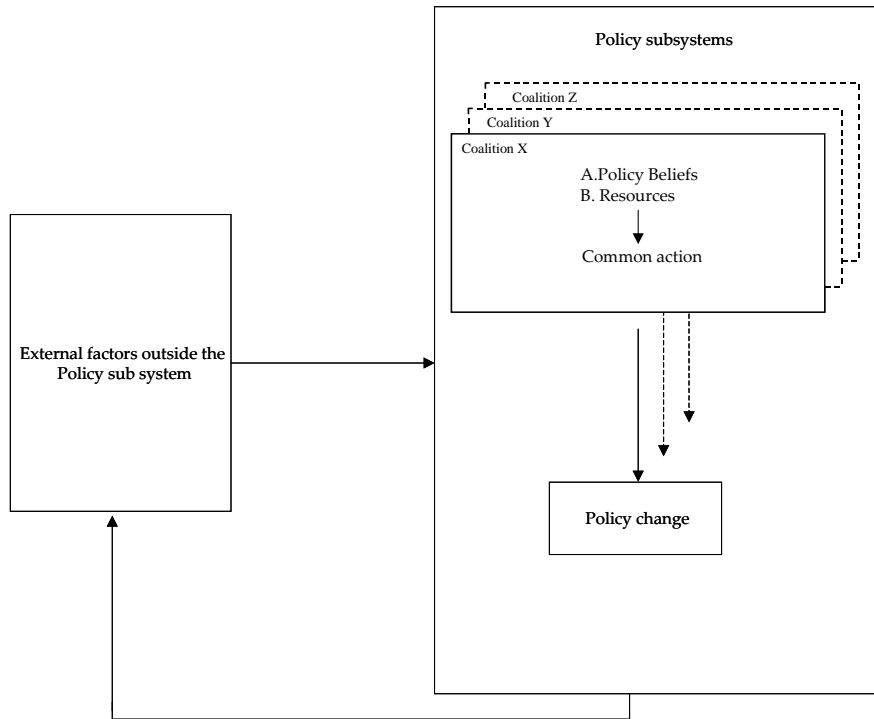 Policy subsystems
Coalition Z
Coalition Y
Coalition X
A.Policy Beliefs
B. Resources
Common action
External factors outside the
Policy sub system
Policy change